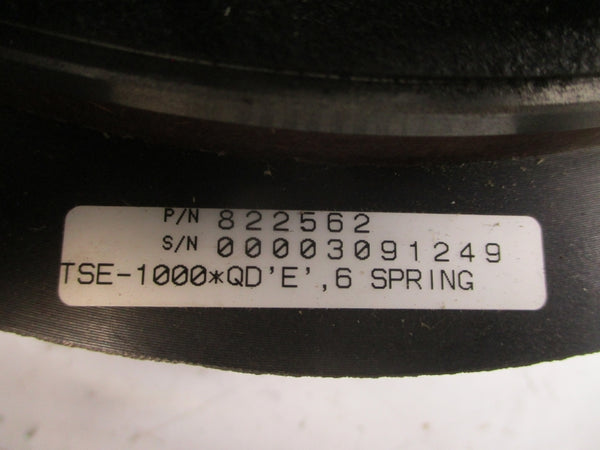 P/N 822562
S/N 00003091249
TSE-1000*QD'E',6 SPRING